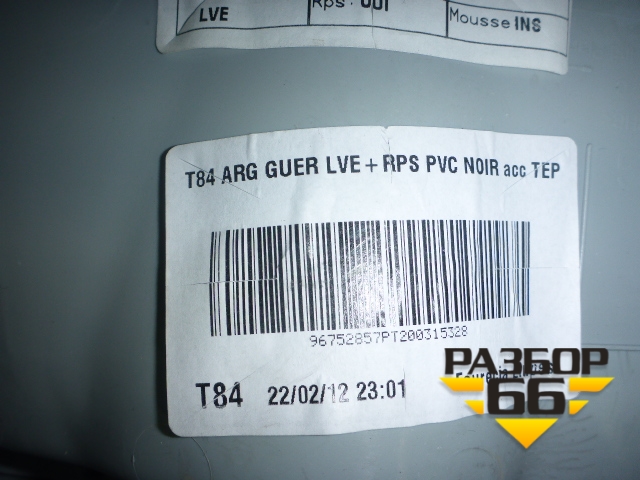 LVE
Rps: OUI
Mousse INS
T84 ARG GUER LVE + RPS PVC NOIR acc TEP
96752857PT200315328
T84 22/02/12 23:01
РАЗБОР
66